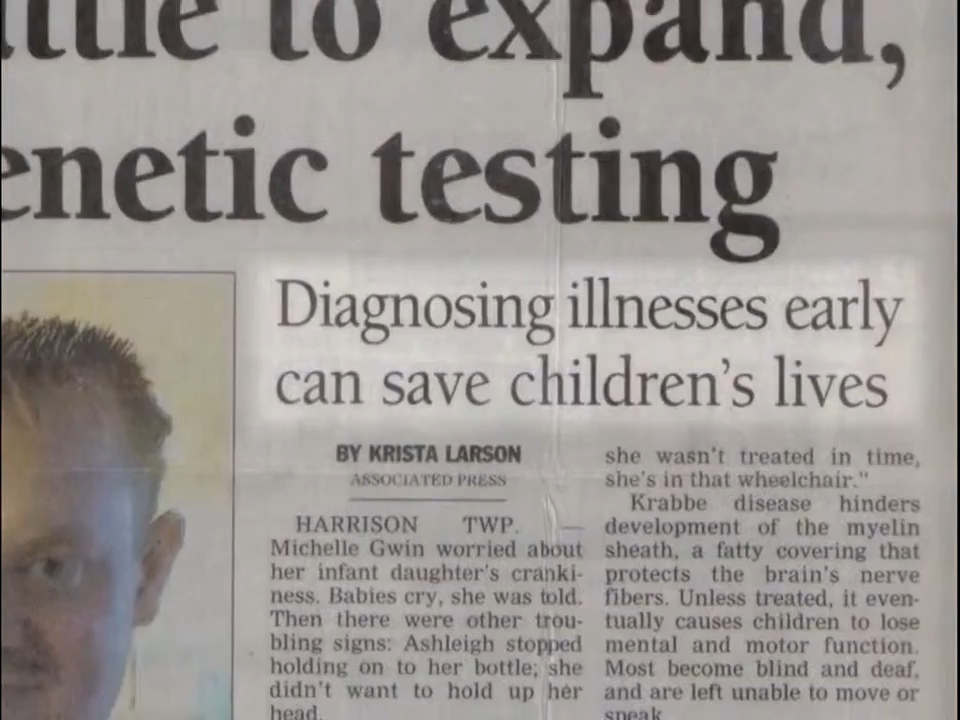 to expand,
testing
Diagnosing illnesses early
can save children's lives
BY KRISTA LARSON
ASSOCIATED PRESS
HARRISON TWP. —
Michelle Gwin worried about
her infant daughter's cranki-
ness. Babies cry, she was told.
Then there were other trou-
bling signs: Ashleigh stopped
holding on to her bottle; she
didn't want to hold up her
head.
she wasn't treated in time,
she's in that wheelchair."
Krabbe disease hinders
development of the myelin
sheath, a fatty covering that
protects the brain's nerve
fibers. Unless treated, it even-
tually causes children to lose
mental and motor function.
Most become blind and deaf,
and are left unable to move or
speak